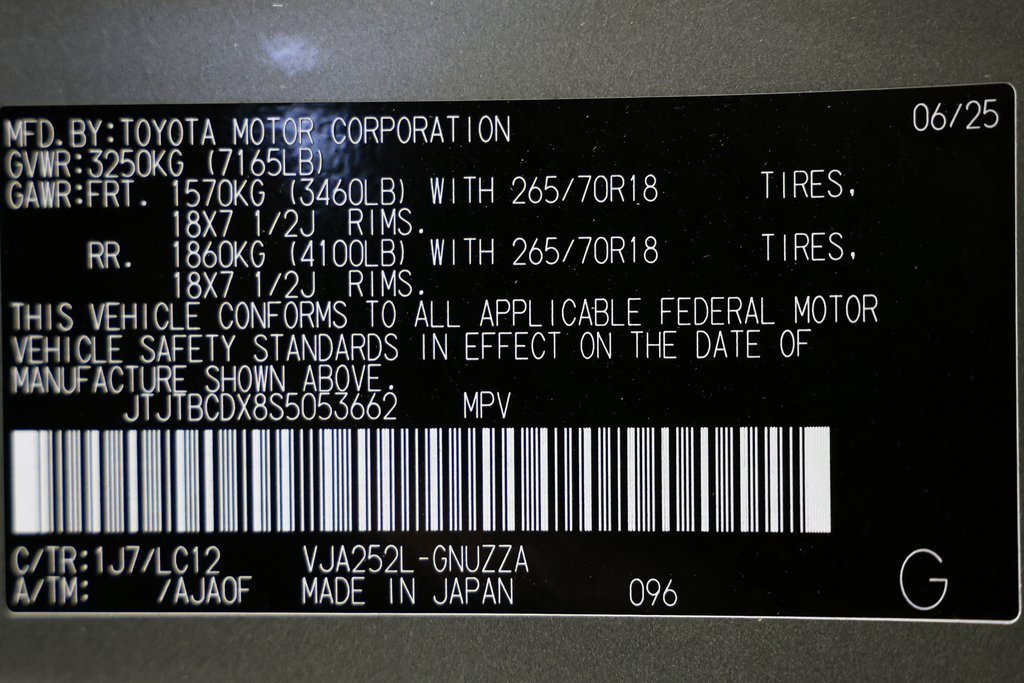 06/25
MFD.BY:TOYOTA MOTOR CORPORATION
GVWR:3250KG (7165LB)
GAWR:FRT. 1570KG (3460LB) WITH 265/70R18 TIRES,
18X7 1/2J RIMS.
RR. 1860KG (4100LB) WITH 265/70R18 TIRES,
18X7 1/2J RIMS.
THIS VEHICLE CONFORMS TO ALL APPLICABLE FEDERAL MOTOR
VEHICLE SAFETY STANDARDS IN EFFECT ON THE DATE OF
MANUFACTURE SHOWN ABOVE.
JTJTBCDX8S5053662 MPV
C/TR:1J7/LC12 VJA252L-GNUZZA
A/TM: /AJAOF MADE IN JAPAN 096
G